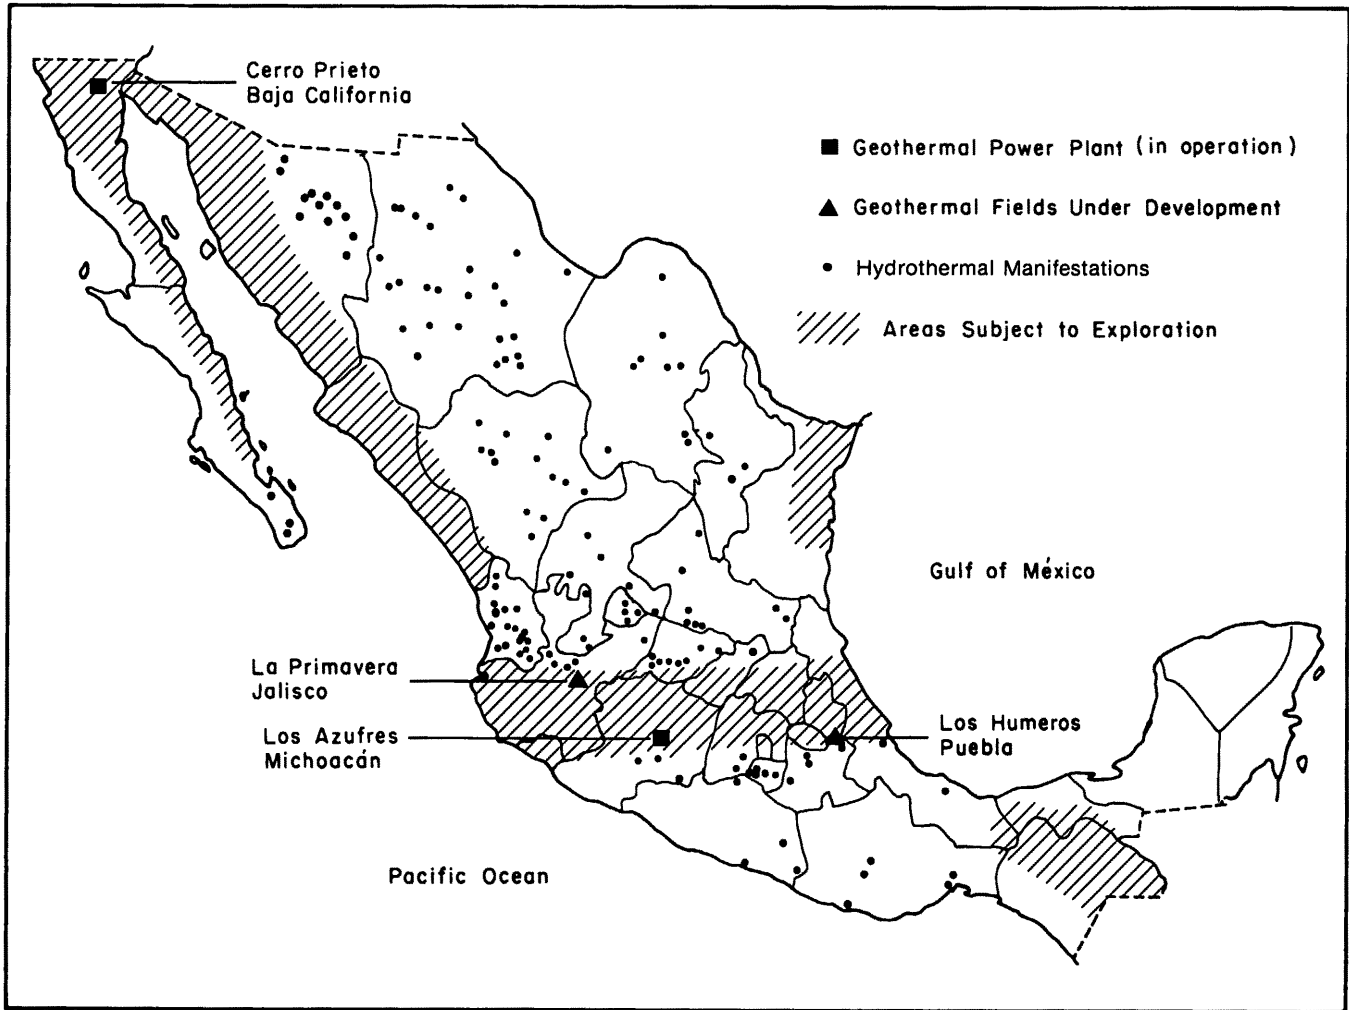 Cerro Prieto
Baja California
Geothermal Power Plant (in operation)
Geothermal Fields Under Development
Hydrothermal Manifestations
Areas Subject to Exploration
Gulf of México
La Primavera
Jalisco
Los Azufres
Michoacán
Los Humeros
Puebla
Pacific Ocean